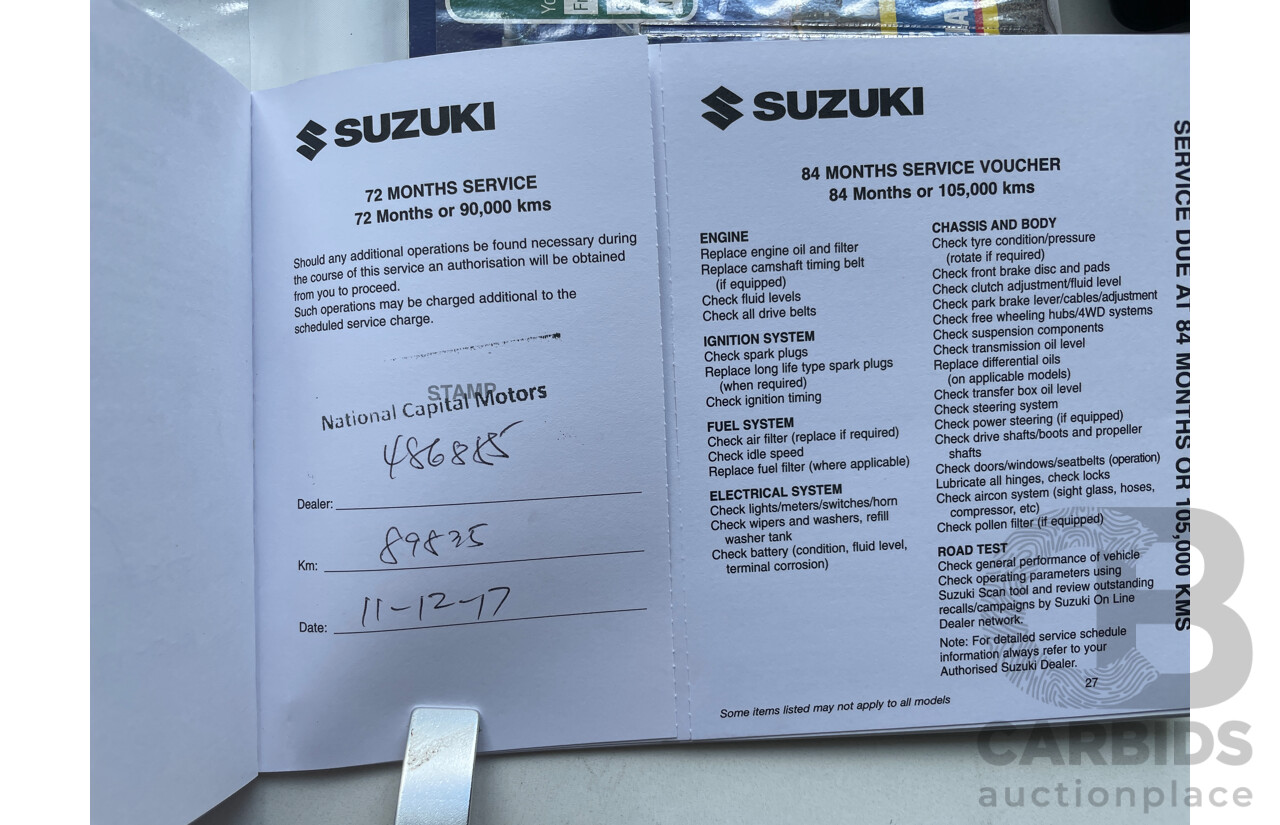 SUZUKI
72 MONTHS SERVICE
72 Months or 90,000 kms
Should any additional operations be found necessary during
the course of this service an authorisation will be obtained
from you to proceed.
Such operations may be charged additional to the
scheduled service charge.
STAMP
National Capital Motors
486885
Dealer:
Km: 89825
Date: 11-12-17
SUZUKI
84 MONTHS SERVICE VOUCHER
84 Months or 105,000 kms
ENGINE
Replace engine oil and filter
Replace camshaft timing belt
(if equipped)
Check fluid levels
Check all drive belts
IGNITION SYSTEM
Check spark plugs
Replace long life type spark plugs
(when required)
Check ignition timing
FUEL SYSTEM
Check air filter (replace if required)
Check idle speed
Replace fuel filter (where applicable)
ELECTRICAL SYSTEM
Check lights/meters/switches/horn
Check wipers and washers, refill
washer tank
Check battery (condition, fluid level,
terminal corrosion)
CHASSIS AND BODY
Check tyre condition/pressure
(rotate if required)
Check front brake disc and pads
Check clutch adjustment/fluid level
Check park brake lever/cables/adjustment
Check free wheeling hubs/4WD systems
Check suspension components
Check transmission oil level
Replace differential oils
(on applicable models)
Check transfer box oil level
Check steering system
Check power steering (if equipped)
Check drive shafts/boots and propeller
shafts
Check doors/windows/seatbelts (operation)
Lubricate all hinges, check locks
Check aircon system (sight glass, hoses,
compressor, etc)
Check pollen filter (if equipped)
ROAD TEST
Check general performance of vehicle
Check operating parameters using
Suzuki Scan tool and review outstanding
recalls/campaigns by Suzuki On Line
Dealer network.
Note: For detailed service schedule
information always refer to your
Authorised Suzuki Dealer.
27
Some items listed may not apply to all models
SERVICE DUE AT 84 MONTHS OR 105,000 KMS
CARBIDS
auctionplace